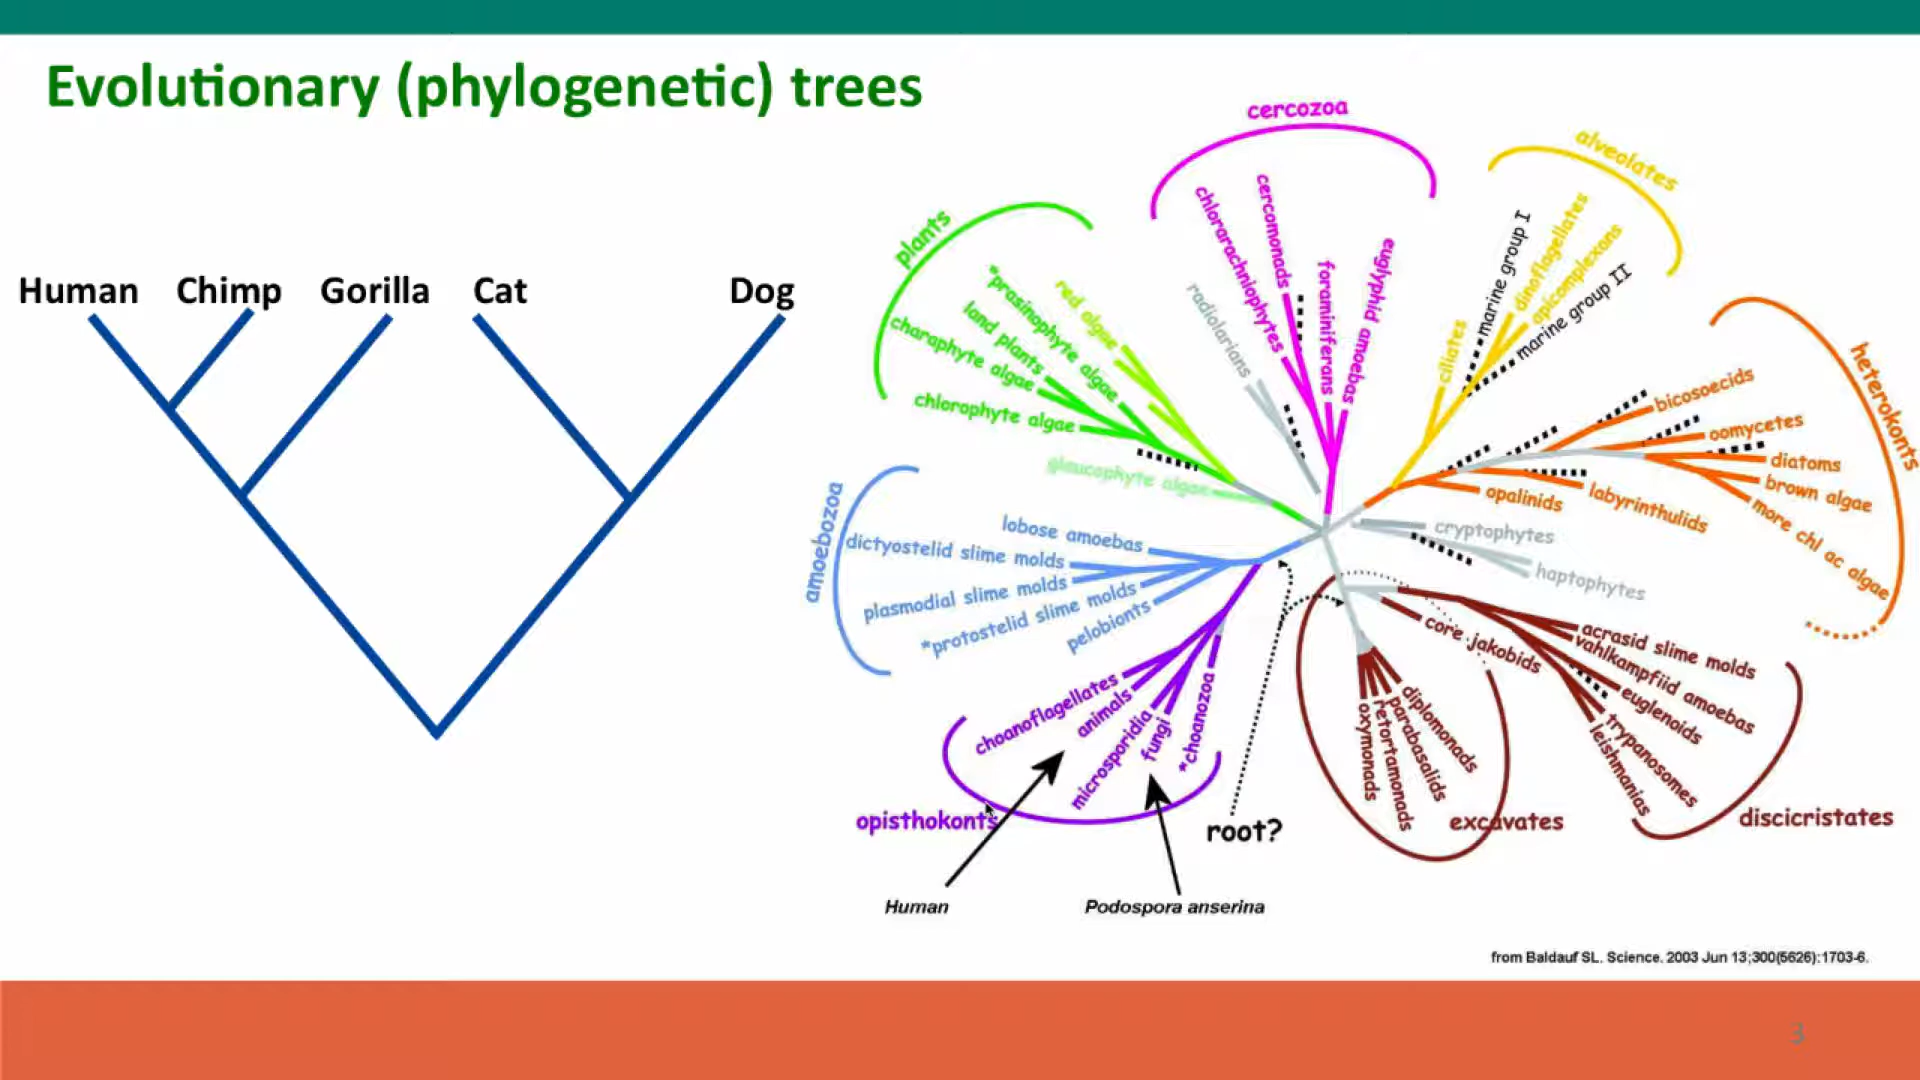 Evolutionary (phylogenetic) trees
Human Chimp Gorilla Cat Dog
cercozoa
alveolates
plants
heterokonts
amoebozoa
opisthokonts
excavates
discicristates
chlorarachniophytes
cercomonads
foraminiferans
euglyphid amoebas
radiolarians
red algae
*prasinophyte algae
land plants
charaphyte algae
chlorophyte algae
glaucophyte algae
ciliates
marine group I
dinoflagellates
apicomplexans
marine group II
bicosoecids
oomycetes
diatoms
brown algae
more chl ac algae
labyrinthulids
opalinids
cryptophytes
haptophytes
lobose amoebas
dictyostelid slime molds
plasmodial slime molds
*protostelid slime molds
pelobionts
choanoflagellates
animals
microsporidia
fungi
*choanozoa
core jakobids
acrasid slime molds
vahlkampfiid amoebas
euglenoids
trypanosomes
leishmanias
diplomonads
parabasalids
retortamonads
oxymonads
root?
Human
Podospora anserina
from Baldauf SL. Science. 2003 Jun 13;300(5626):1703-6.
3